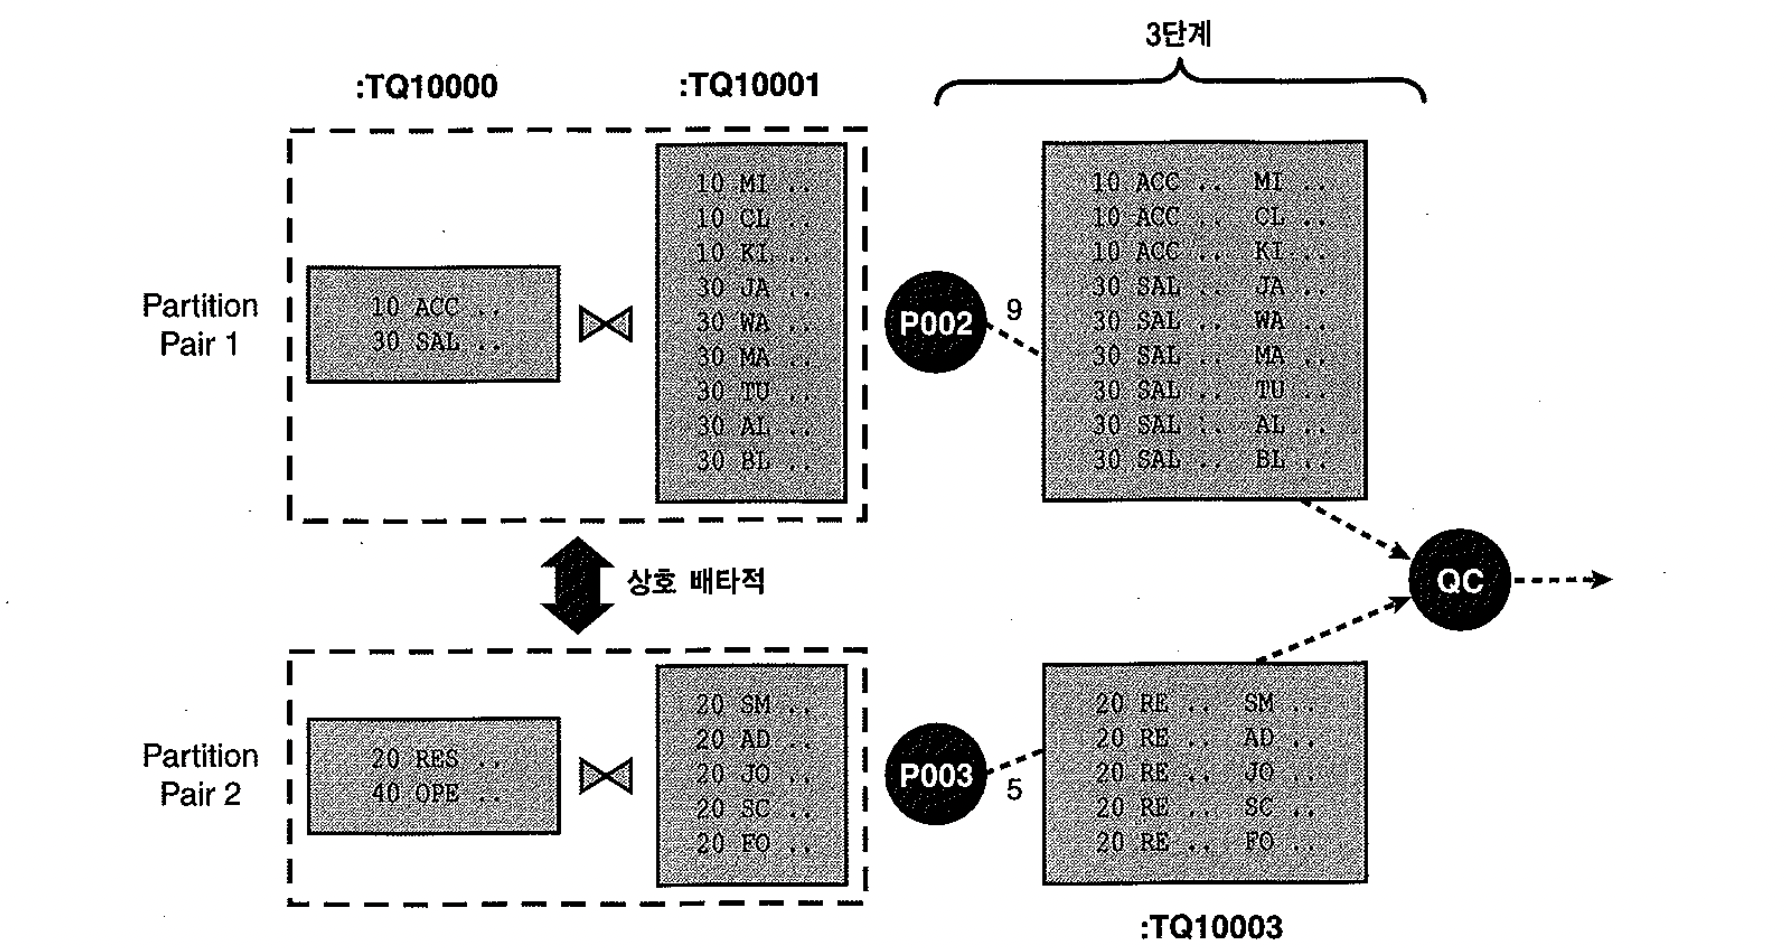 3단계
:TQ10000
:TQ10001
Partition
Pair 1
10 ACC ..
30 SAL ..
10 MI ..
10 CL ..
10 KI ..
30 JA ..
30 WA ..
30 MA ..
30 TU ..
30 AL ..
30 BL ..
P002
9
10 ACC .. MI ..
10 ACC .. CL ..
10 ACC .. KI ..
30 SAL .. JA ..
30 SAL .. WA ..
30 SAL .. MA ..
30 SAL .. TU ..
30 SAL .. AL ..
30 SAL .. BL ..
상호 배타적
QC
Partition
Pair 2
20 RES ..
40 OPE ..
20 SM ..
20 AD ..
20 JO ..
20 SC ..
20 FO ..
P003
5
20 RE .. SM ..
20 RE .. AD ..
20 RE .. JO ..
20 RE .. SC ..
20 RE .. FO ..
:TQ10003